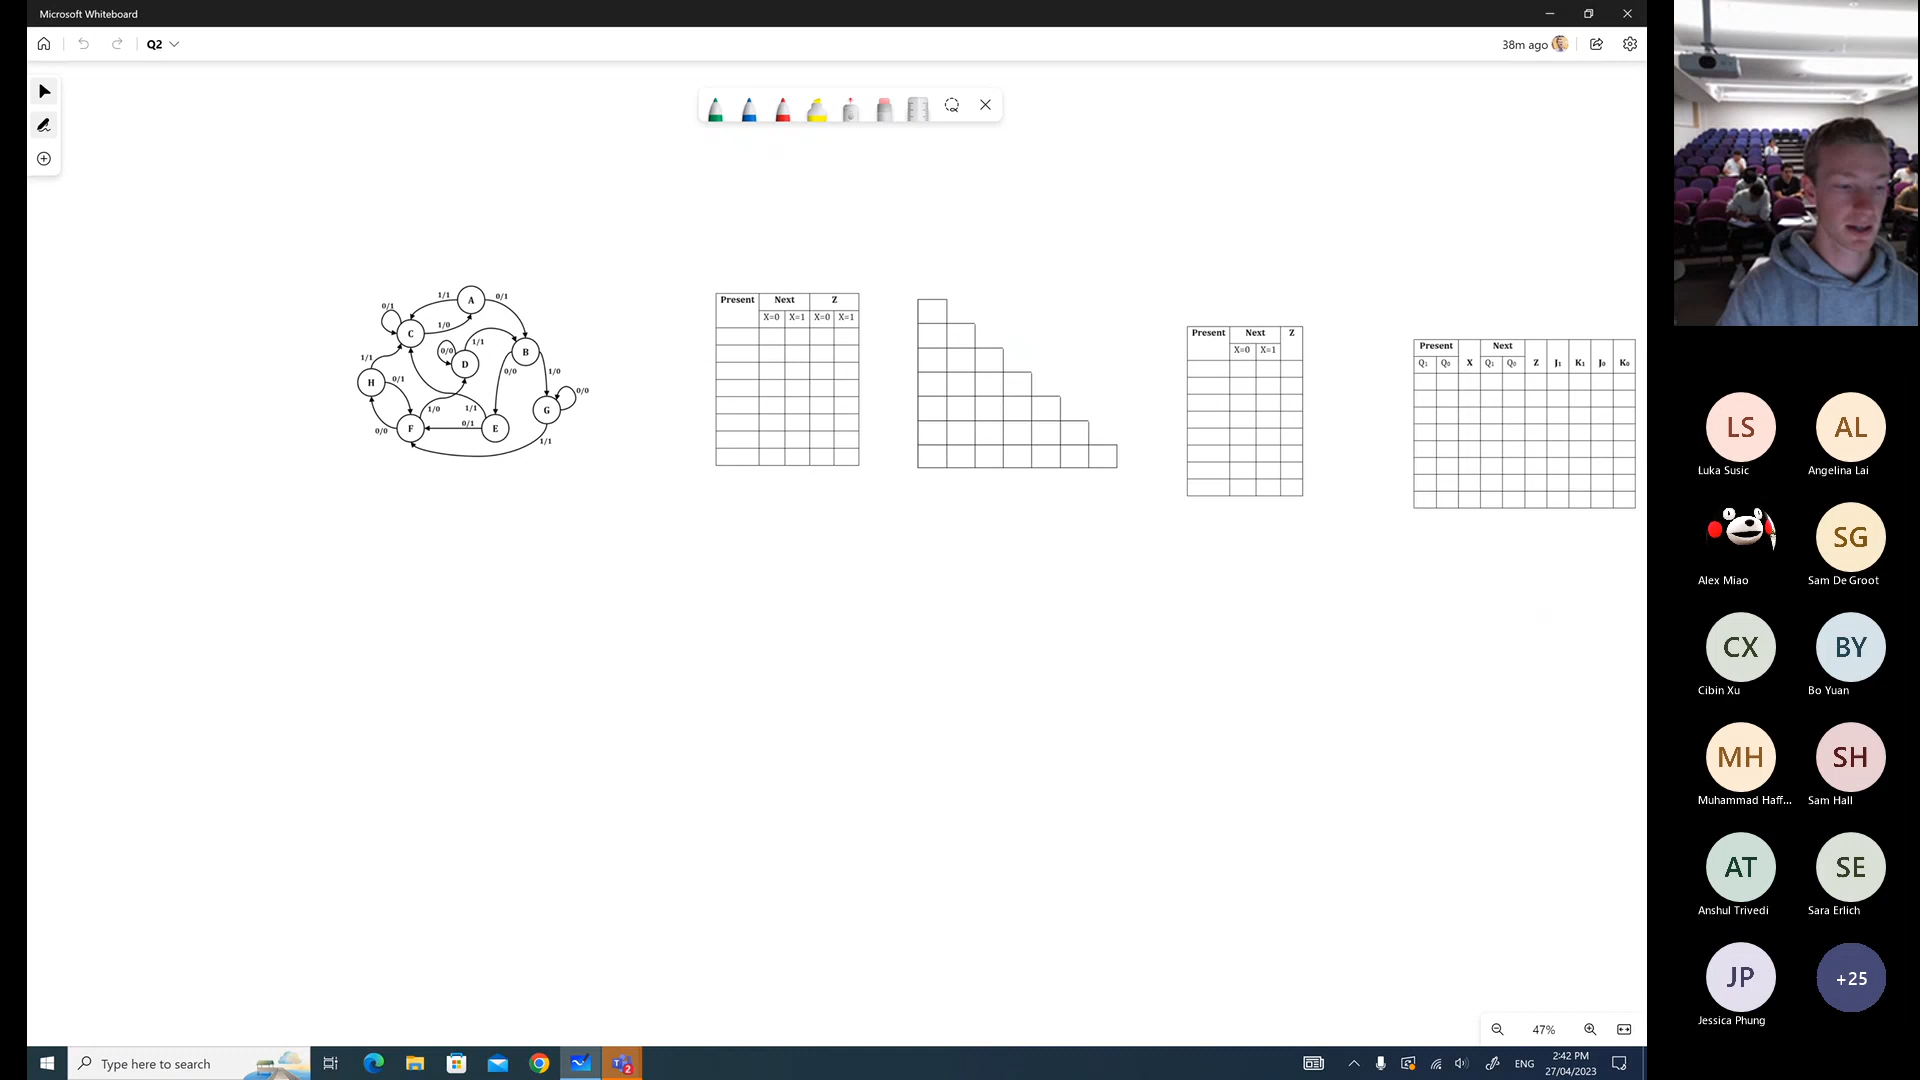 Microsoft Whiteboard
Q2
38m ago
A
1/1
0/1
0/1
1/0
C
B
0/0
1/1
D
1/1
0/0
1/0
H
0/1
0/0
G
1/0
1/1
F
0/1
E
0/0
1/1
Present Next Z
X=0 X=1 X=0 X=1
Present Next Z
X=0 X=1
Present Next
Q1 Q0 X Q1 Q0 Z J1 K1 J0 K0
LS
Luka Susic
AL
Angelina Lai
Alex Miao
SG
Sam De Groot
CX
Cibin Xu
BY
Bo Yuan
MH
Muhammad Haff...
SH
Sam Hall
AT
Anshul Trivedi
SE
Sara Erlich
JP
Jessica Phung
+25
47%
Type here to search
2
ENG
2:42 PM
27/04/2023